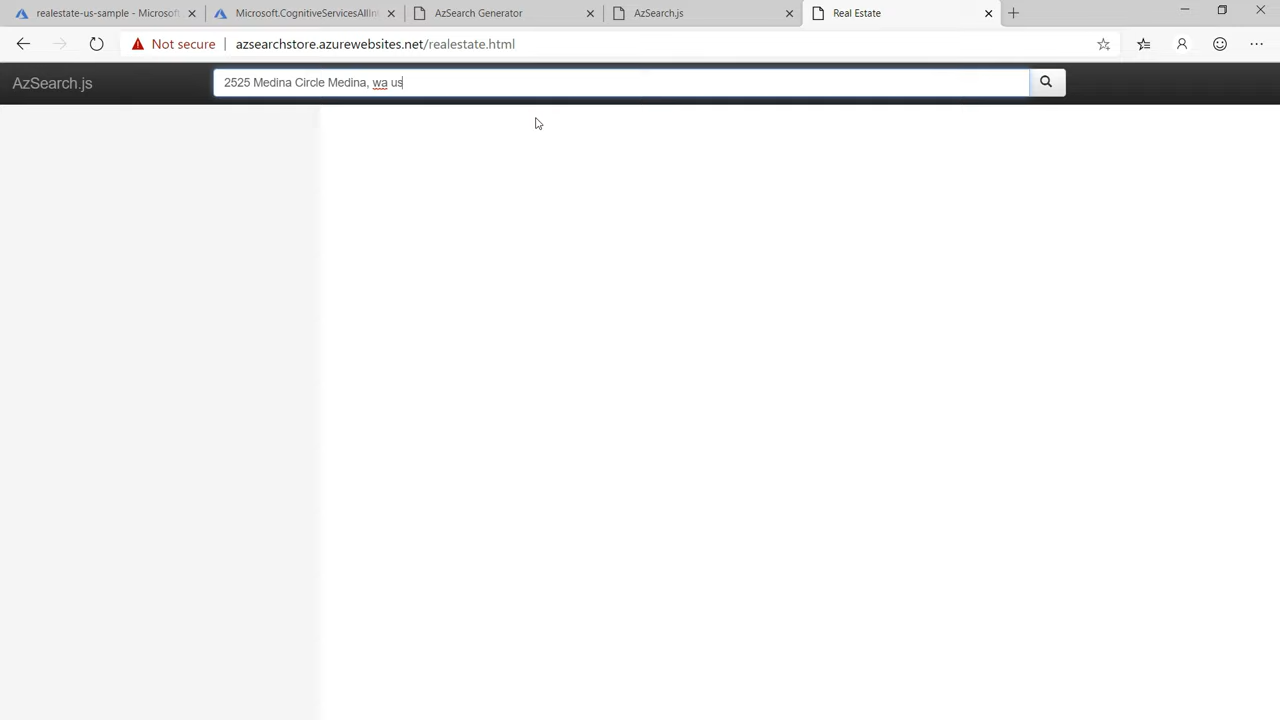 realestate-us-sample - Microsoft
Microsoft.CognitiveServicesAllIn
AzSearch Generator
AzSearch.js
Real Estate
Not secure
azsearchstore.azurewebsites.net/realestate.html
AzSearch.js
2525 Medina Circle Medina, wa us